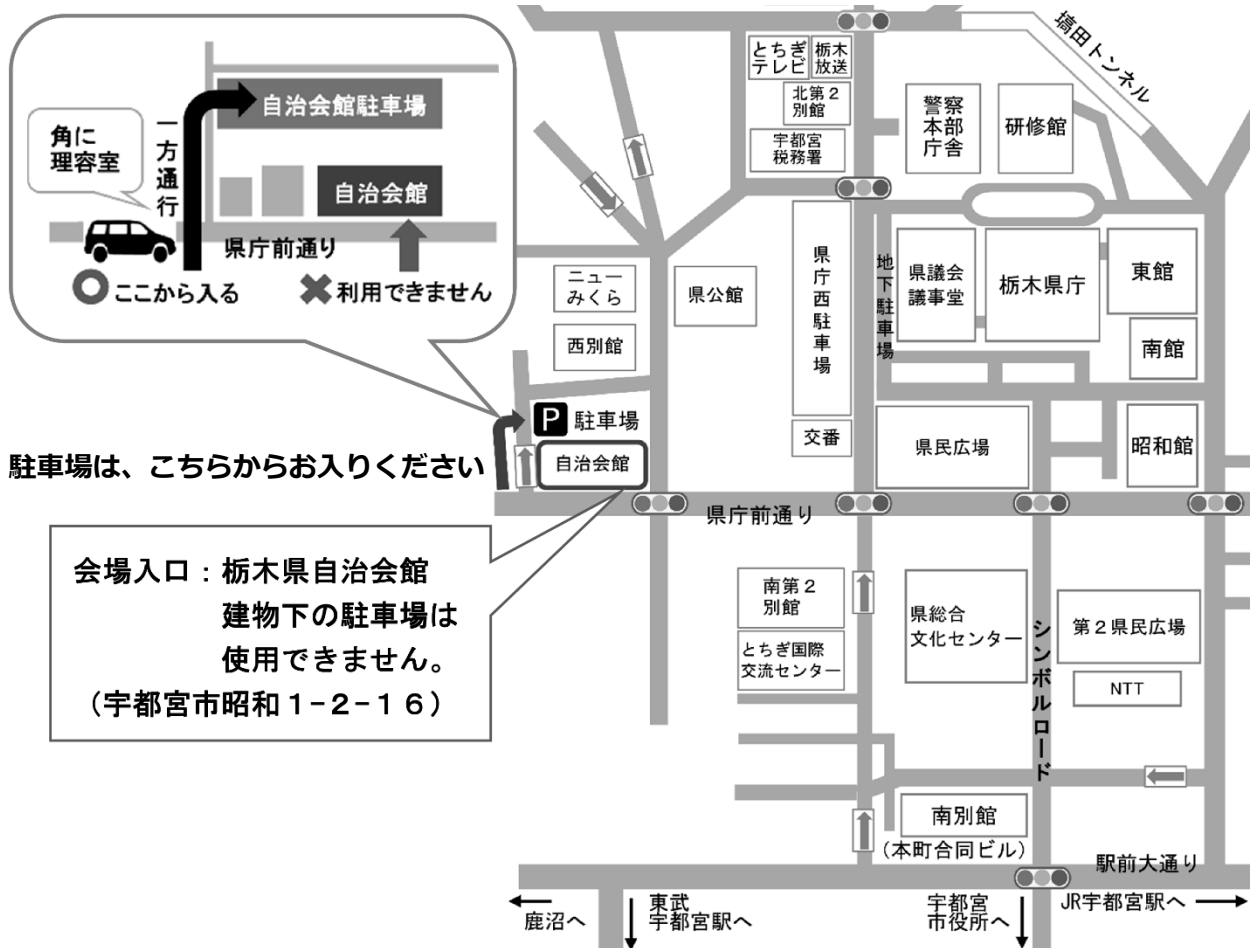 自治会館駐車場
角に
理容室
一方通行
自治会館
県庁前通り
ここから入る
利用できません
とちぎ
テレビ
栃木
放送
北第2
別館
宇都宮
税務署
警察
本部
庁舎
研修館
塙田トンネル
ニュー
みくら
西別館
県公館
県庁西駐車場
地下駐車場
県議会
議事堂
栃木県庁
東館
南館
P 駐車場
自治会館
交番
県民広場
昭和館
駐車場は、こちらからお入りください
県庁前通り
会場入口：栃木県自治会館
建物下の駐車場は
使用できません。
（宇都宮市昭和１-２-１６）
南第2
別館
とちぎ国際
交流センター
県総合
文化センター
シンボルロード
第2県民広場
NTT
南別館
（本町合同ビル）
駅前大通り
鹿沼へ
東武
宇都宮駅へ
宇都宮
市役所へ
JR宇都宮駅へ